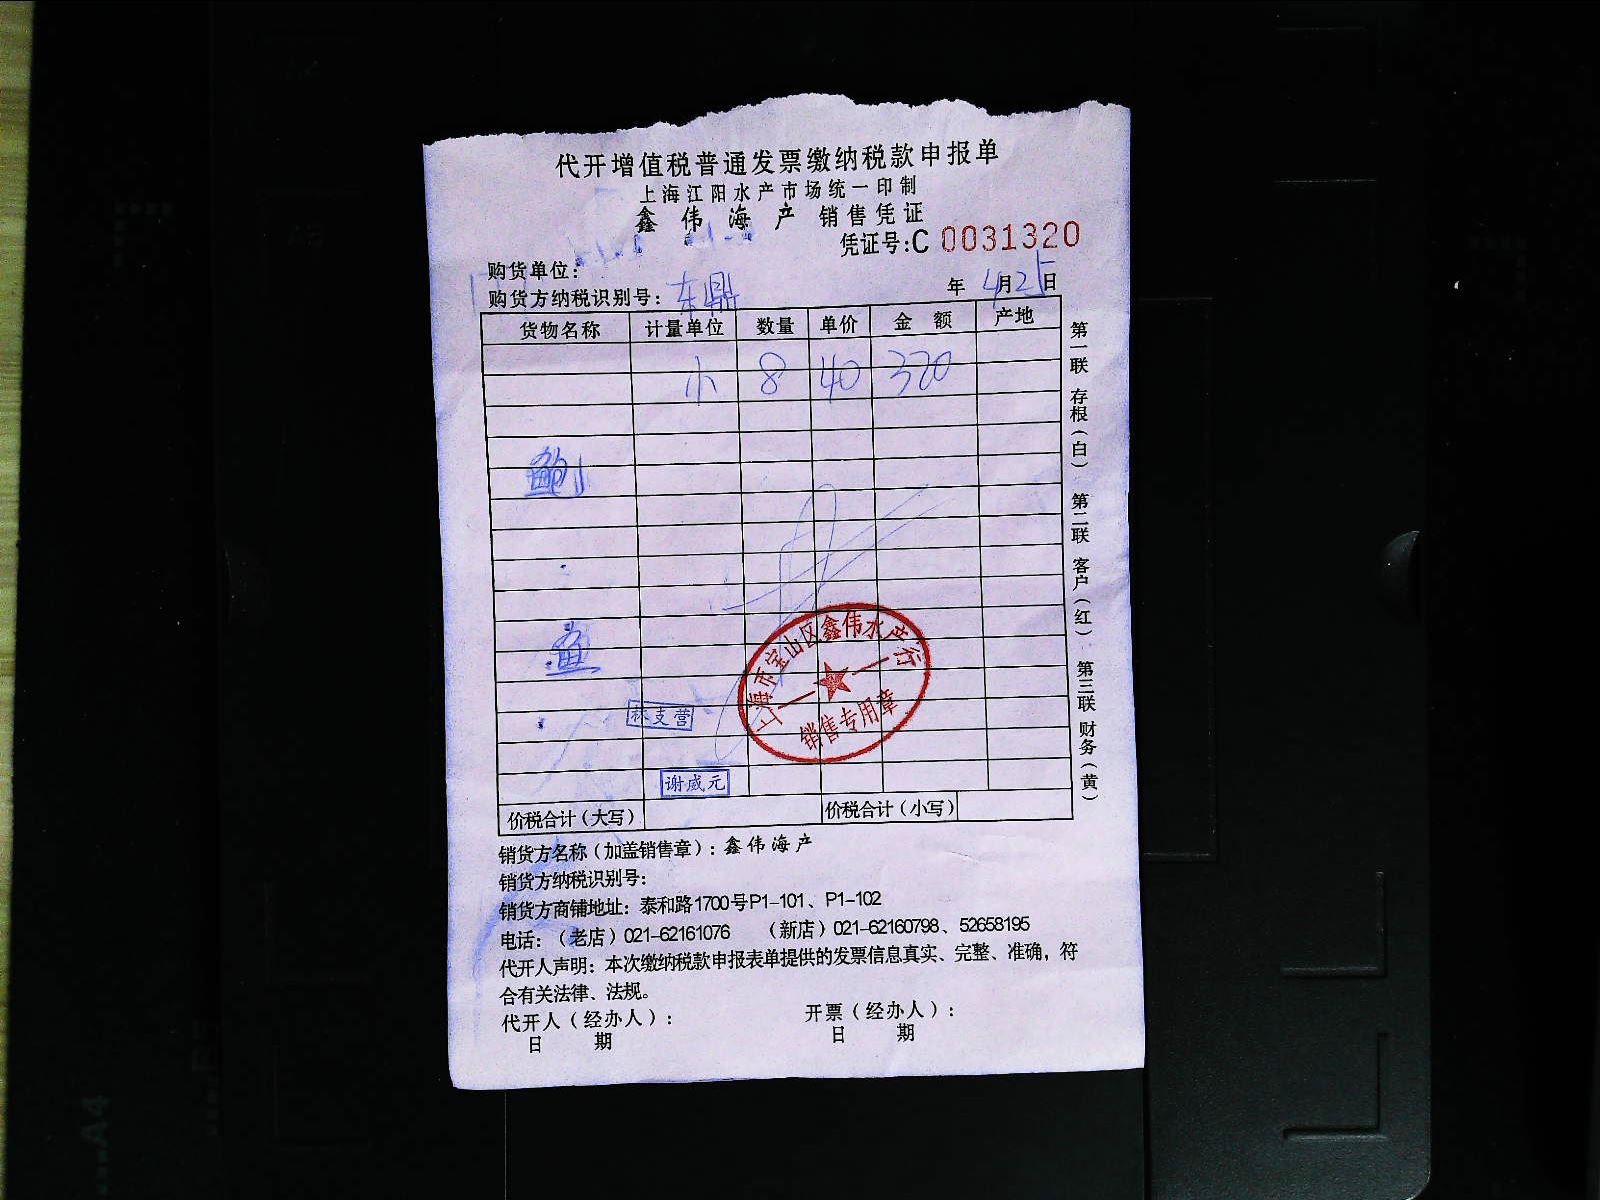 代开增值税普通发票缴纳税款申报单
上海江阳水产市场统一印制
鑫伟海产 销售凭证
凭证号:C 0031320
购货单位:
购货方纳税识别号: 东鼎 年 4月25日
货物名称 计量单位 数量 单价 金额 产地
小 8 40 320
上海市宝山区鑫伟水产行
销售专用章
林支营
谢威元
价税合计(大写) 价税合计(小写)
销货方名称(加盖销售章):鑫伟海产
销货方纳税识别号:
销货方商铺地址:泰和路1700号P1-101、P1-102
电话:(老店)021-62161076 (新店)021-62160798、52658195
代开人声明:本次缴纳税款申报表单提供的发票信息真实、完整、准确,符
合有关法律、法规。
代开人(经办人): 开票(经办人):
日 期 日 期
第一联 存根(白) 第二联 客户(红) 第三联 财务(黄)